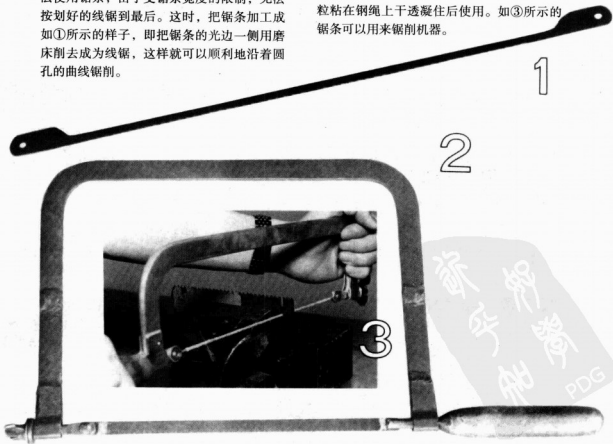 按划好的线锯到最后。这时，把锯条加工成
如①所示的样子，即把锯条的光边一侧用磨
床削去成为线锯，这样就可以顺利地沿着圆
孔的曲线锯削。
粒粘在钢绳上干透凝住后使用。如③所示的
锯条可以用来锯削机器。
1
2
3
PDG